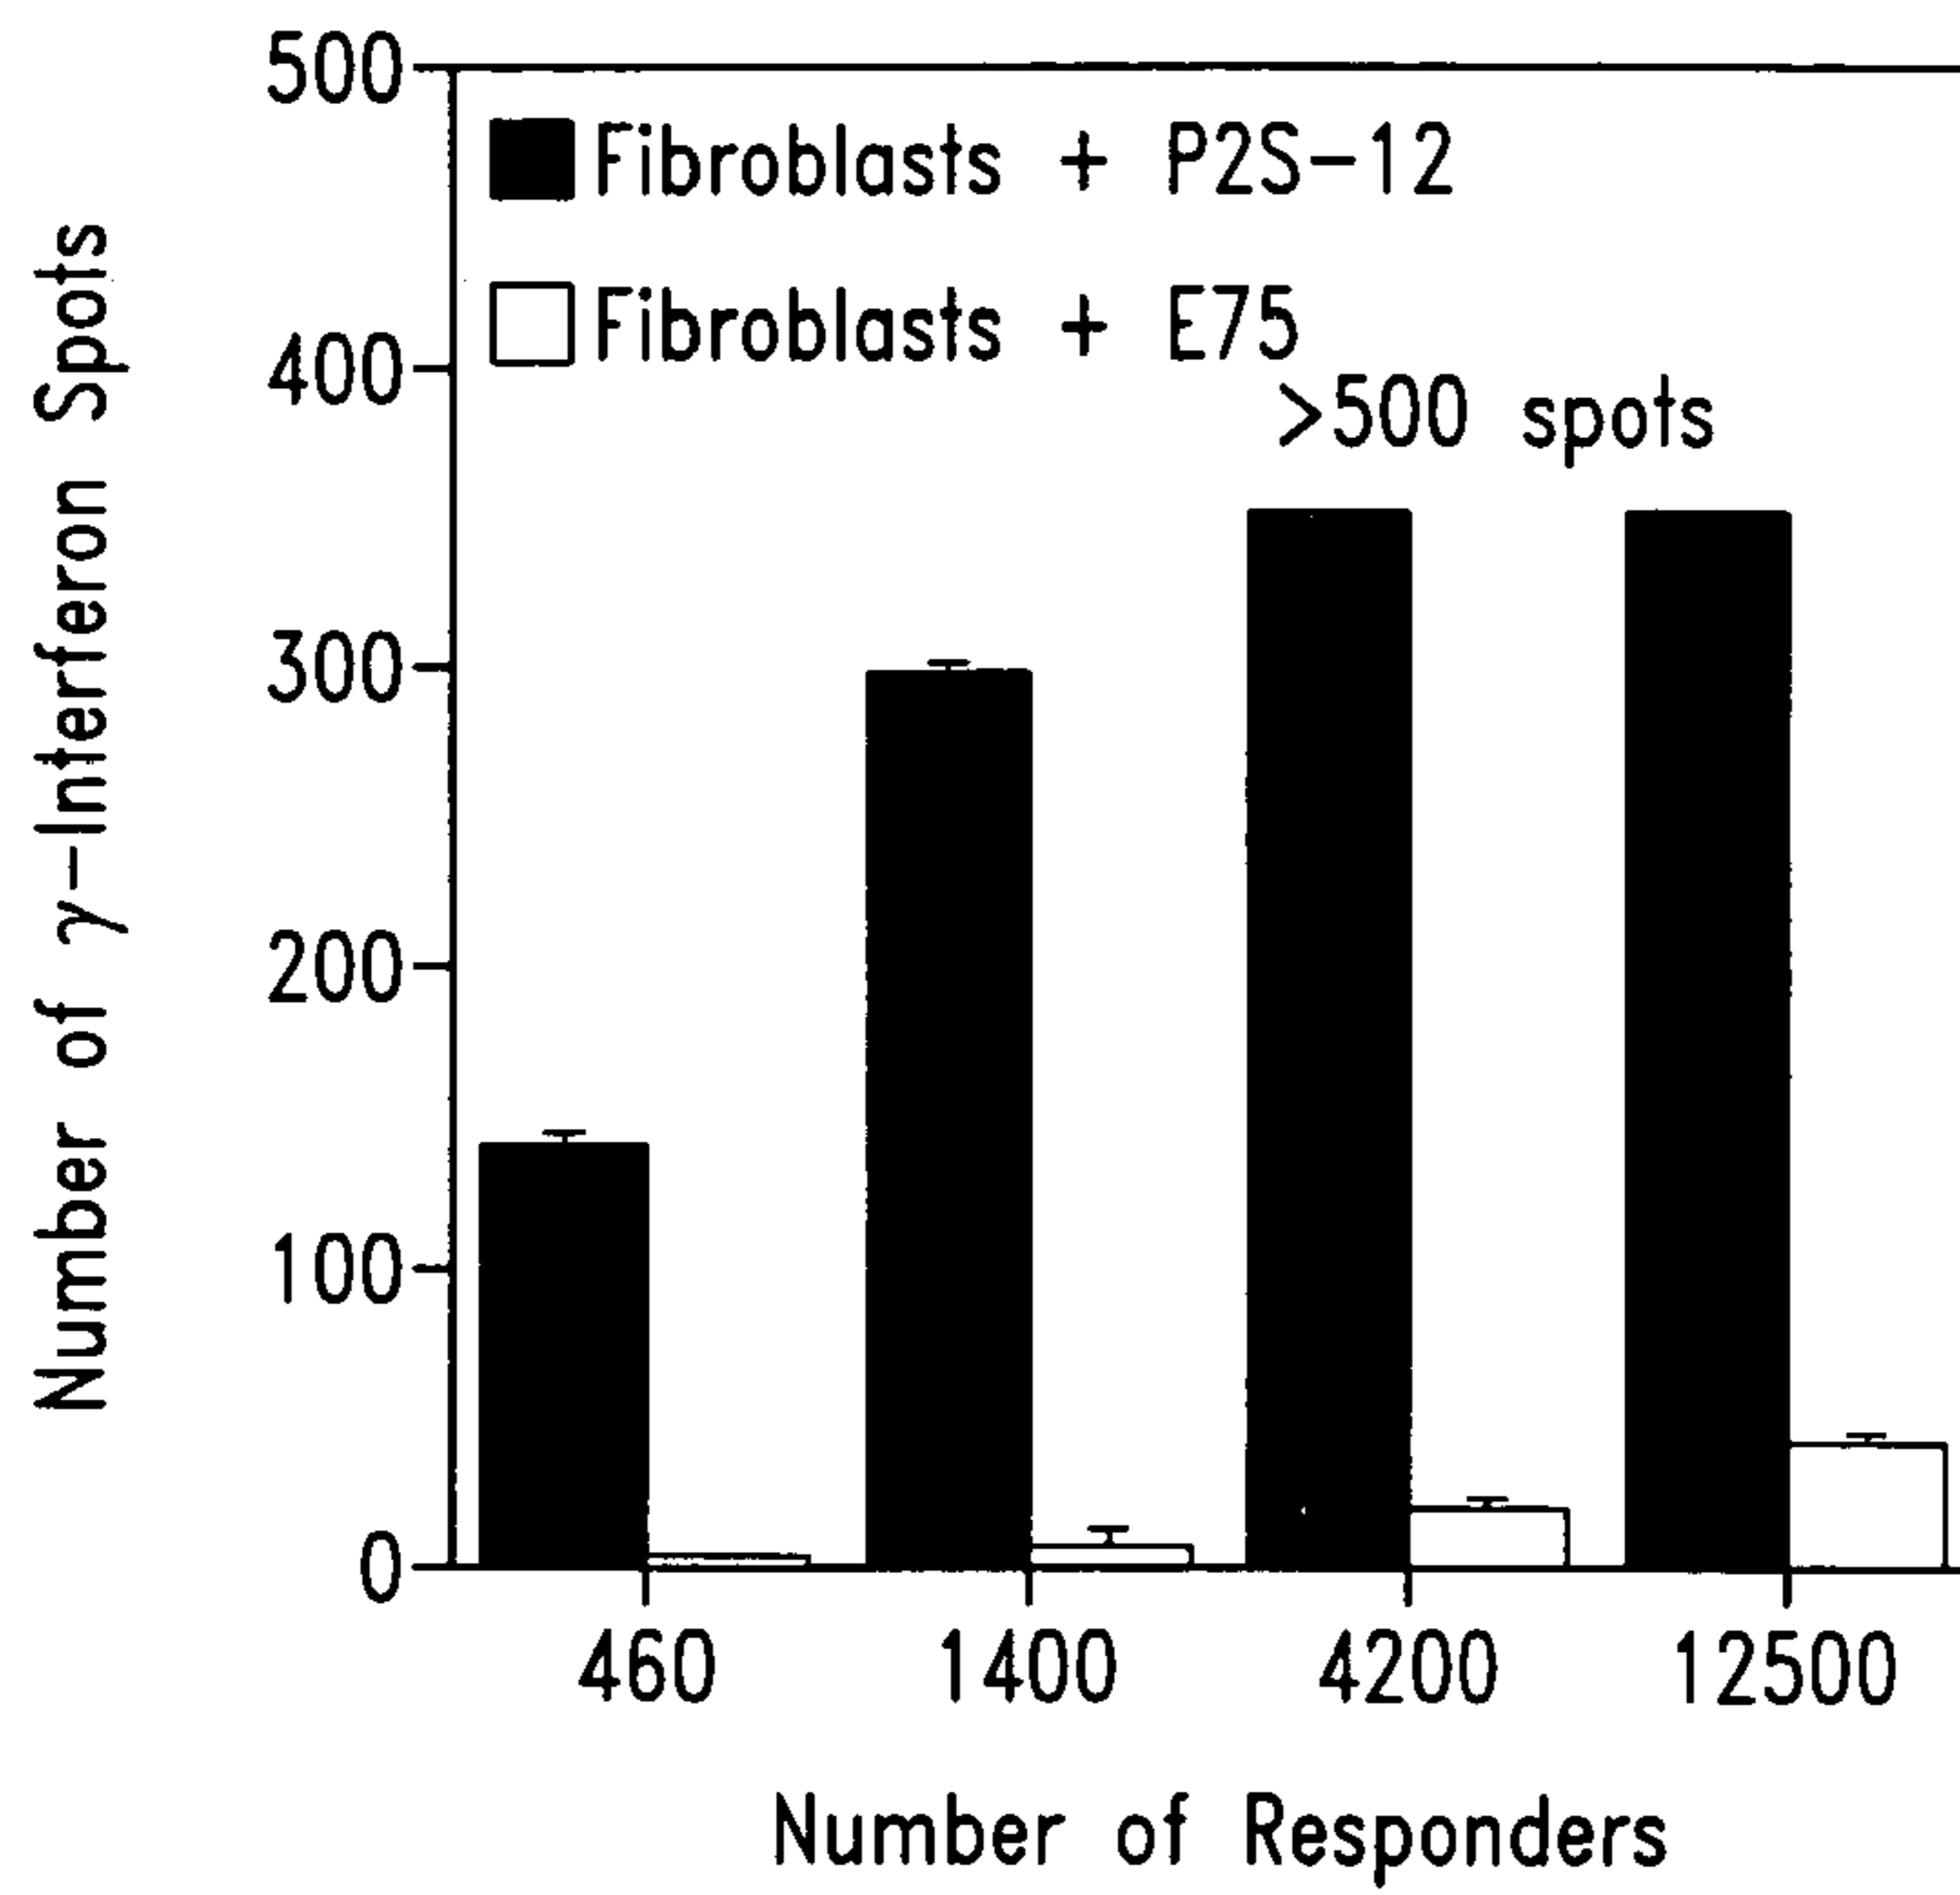 500
Fibroblasts + P2S-12
Fibroblasts + E75
400
>500 spots
300
200
100
0
Number of γ-Interferon Spots
460 1400 4200 12500
Number of Responders